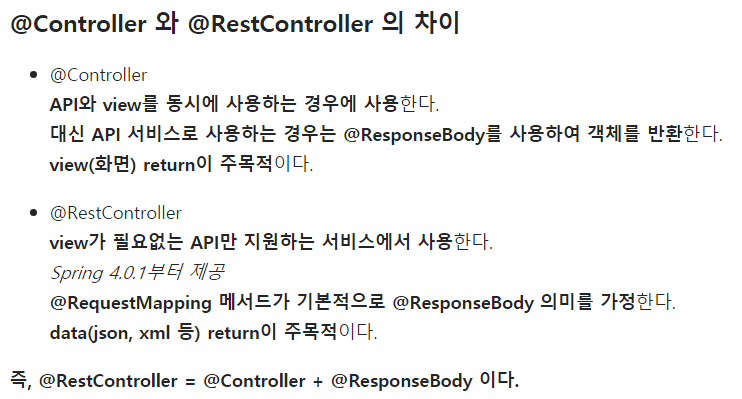 @Controller 와 @RestController 의 차이
@Controller
API와 view를 동시에 사용하는 경우에 사용한다.
대신 API 서비스로 사용하는 경우는 @ResponseBody를 사용하여 객체를 반환한다.
view(화면) return이 주목적이다.
@RestController
view가 필요없는 API만 지원하는 서비스에서 사용한다.
Spring 4.0.1부터 제공
@RequestMapping 메서드가 기본적으로 @ResponseBody 의미를 가정한다.
data(json, xml 등) return이 주목적이다.
즉, @RestController = @Controller + @ResponseBody 이다.